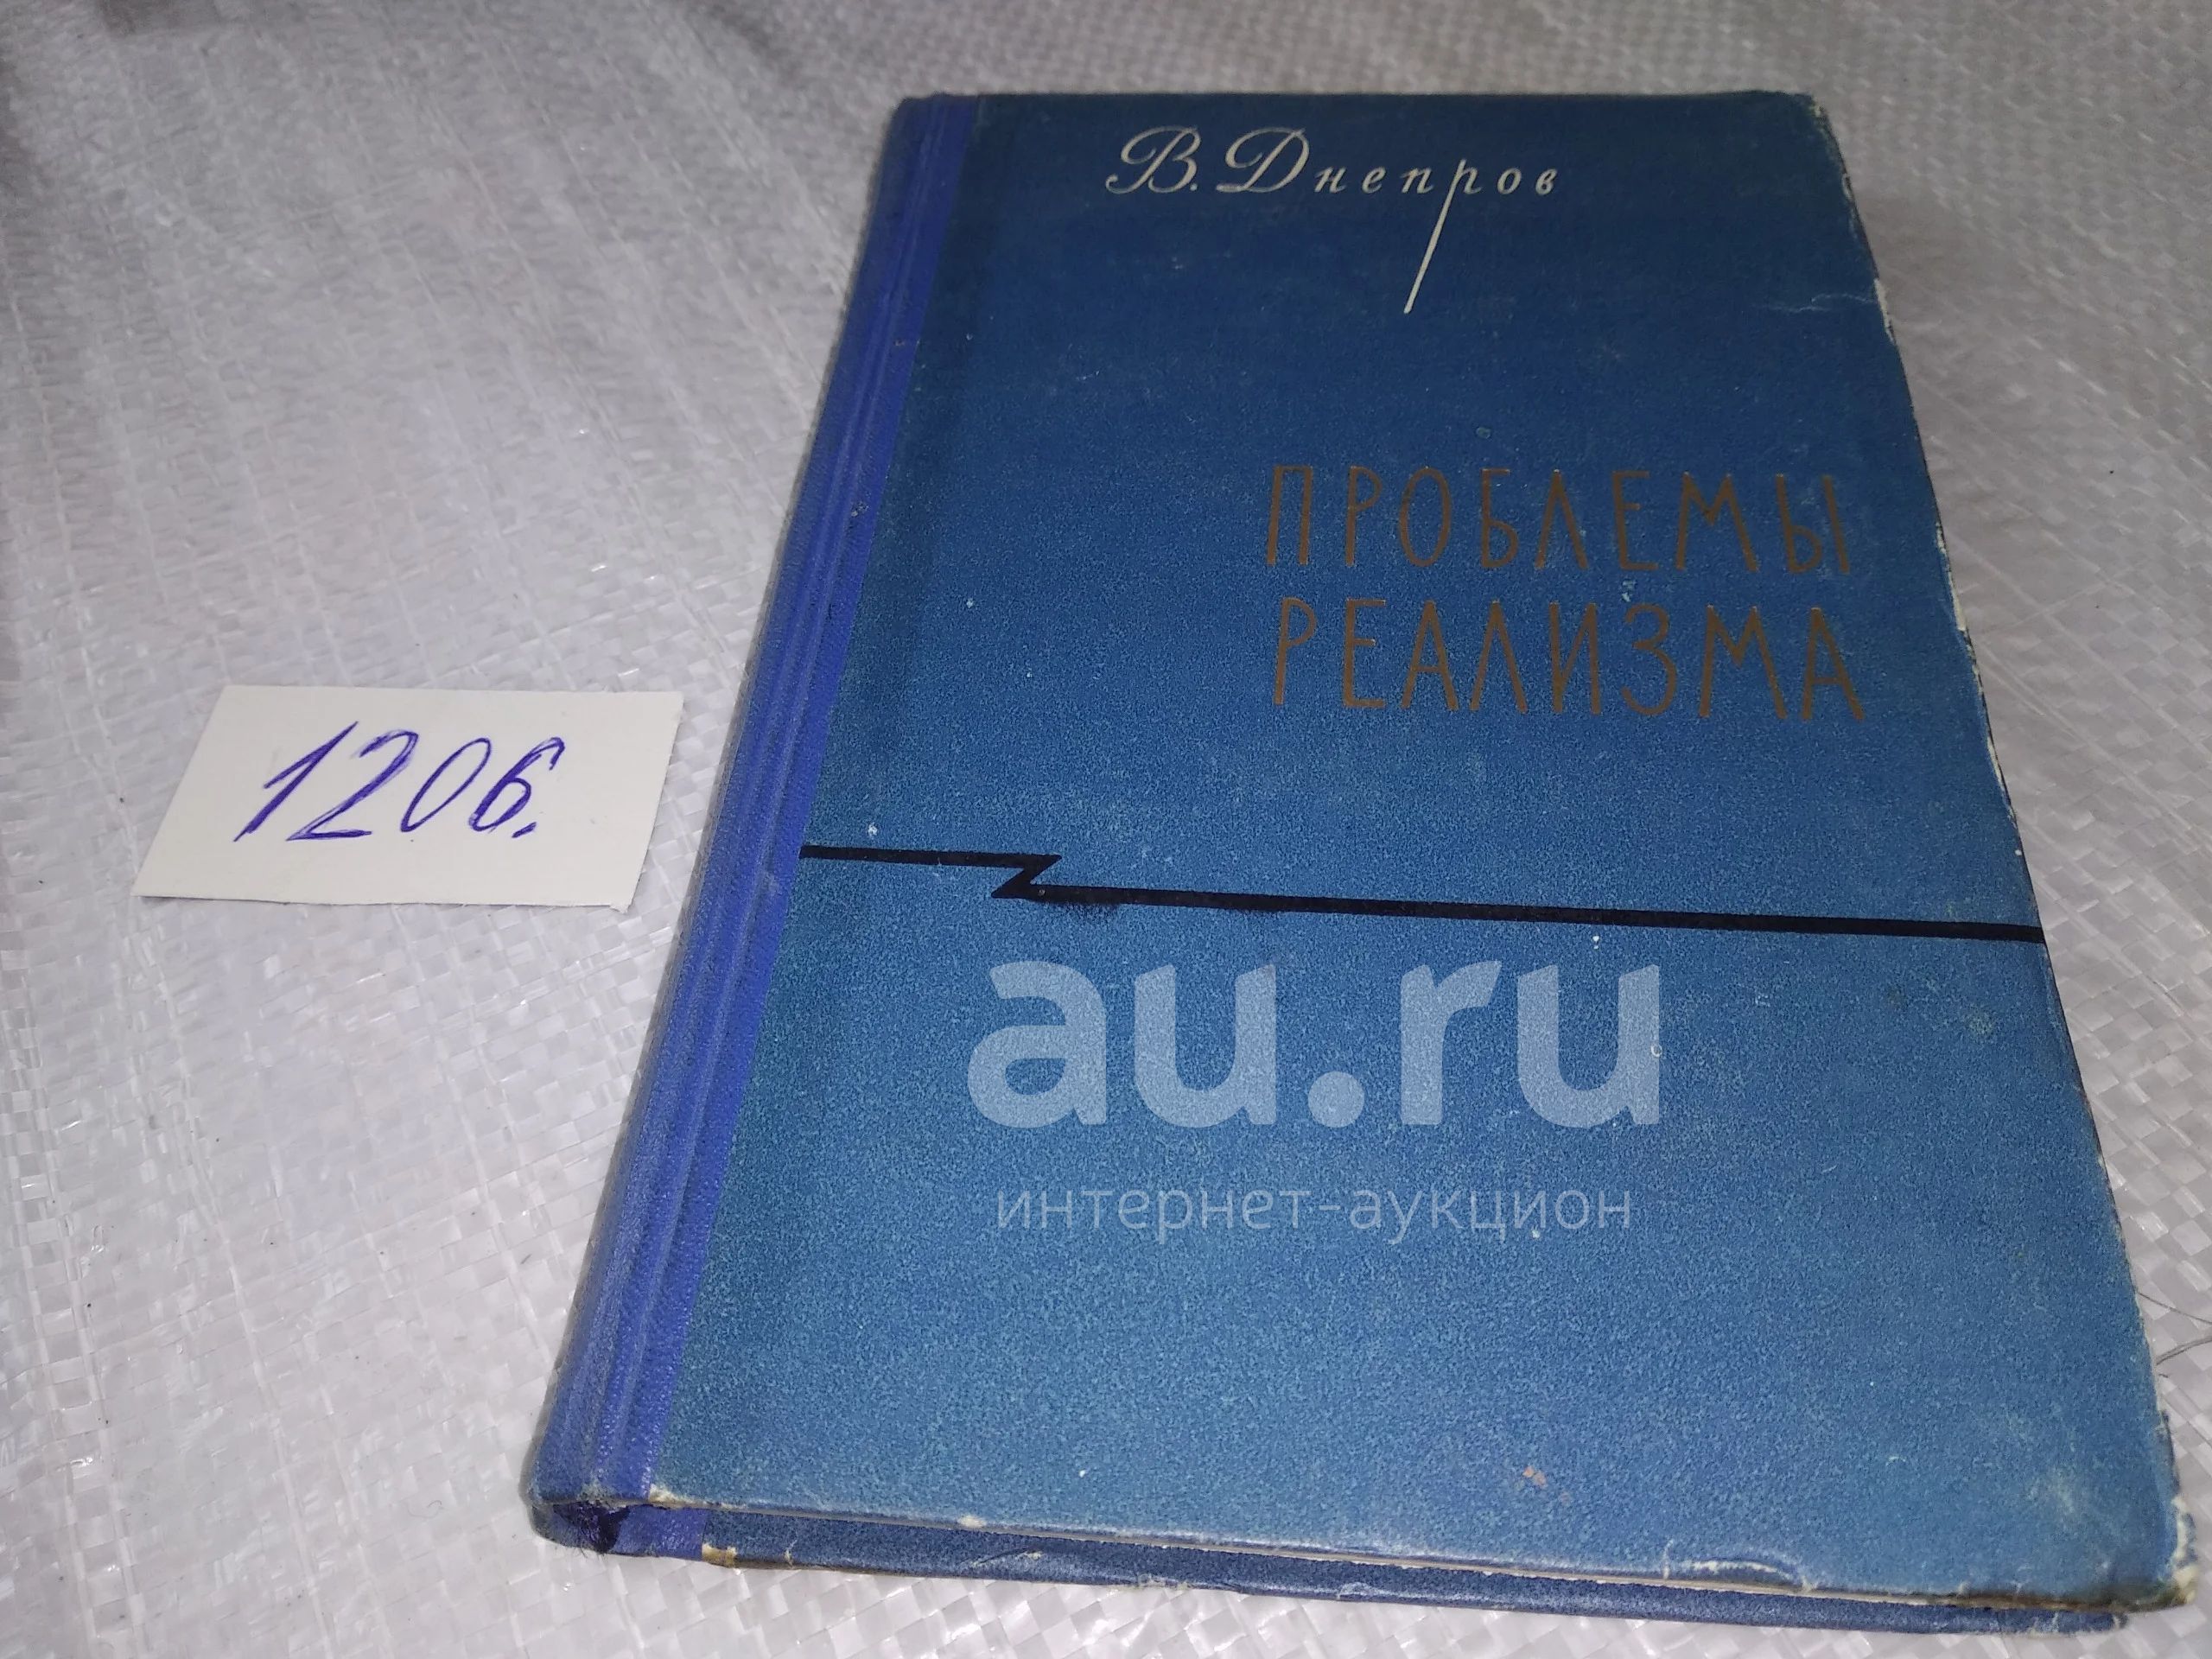 В. Днепров
ПРОБЛЕМЫ
РЕАЛИЗМА
1206.
au.ru
интернет-аукцион